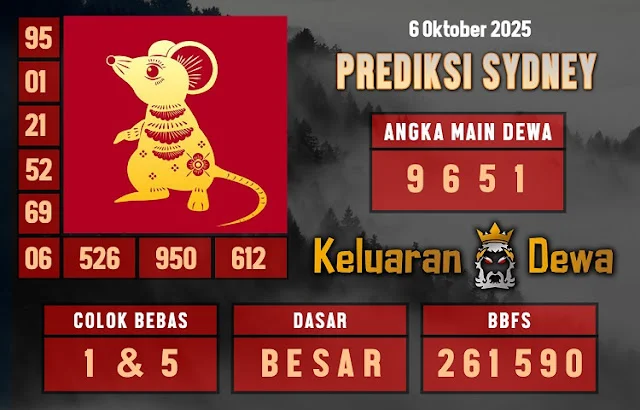 95
01
21
52
69
06 526 950 612
6 Oktober 2025
PREDIKSI SYDNEY
ANGKA MAIN DEWA
9 6 5 1
Keluaran Dewa
COLOK BEBAS
1 & 5
DASAR
BESAR
BBFS
261590